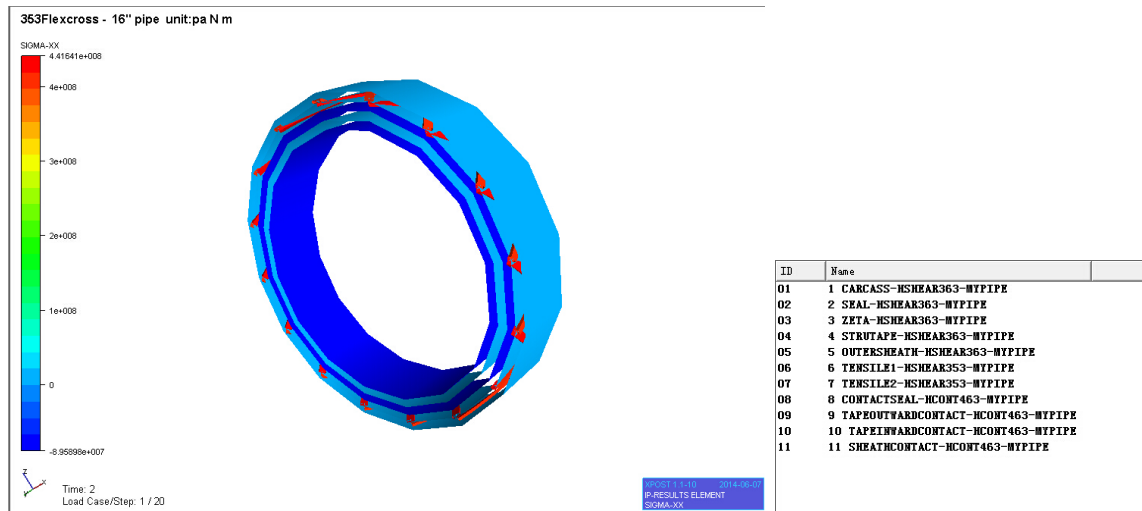 353Flexcross - 16" pipe unit:pa N m
SIGMA-XX
4.41641e+008
4e+008
3e+008
2e+008
1e+008
0
-8.95898e+007
z
x
y
Time: 2
Load Case/Step: 1 / 20
XPOST 1.1-10 2014-06-07
IP-RESULTS ELEMENT
SIGMA-XX
ID Name
01 1 CARCASS-HSHEAR363-MYPIPE
02 2 SEAL-HSHEAR363-MYPIPE
03 3 ZETA-HSHEAR363-MYPIPE
04 4 STRUTAPE-HSHEAR363-MYPIPE
05 5 OUTERSHEATH-HSHEAR363-MYPIPE
06 6 TENSILE1-HSHEAR353-MYPIPE
07 7 TENSILE2-HSHEAR353-MYPIPE
08 8 CONTACTSEAL-HCONT463-MYPIPE
09 9 TAPEOUTWARDCONTACT-HCONT463-MYPIPE
10 10 TAPEINWARDCONTACT-HCONT463-MYPIPE
11 11 SHEATHCONTACT-HCONT463-MYPIPE